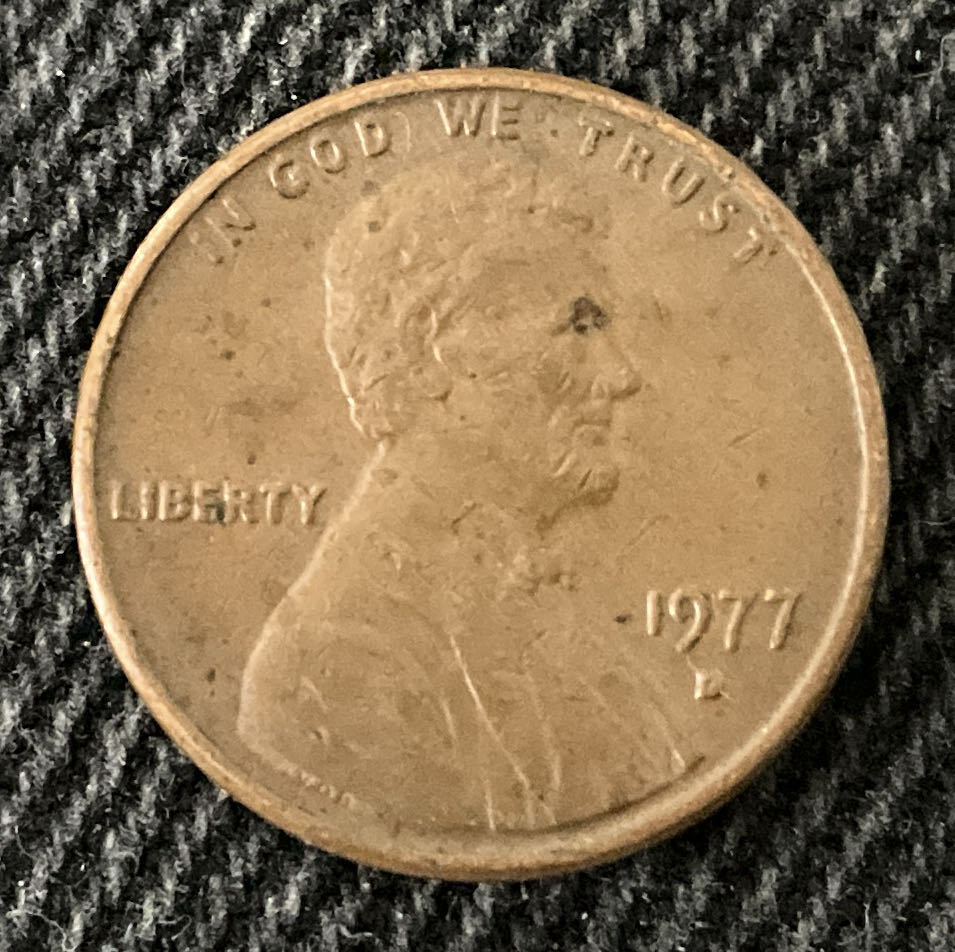 IN GOD WE TRUST
LIBERTY
1977
D